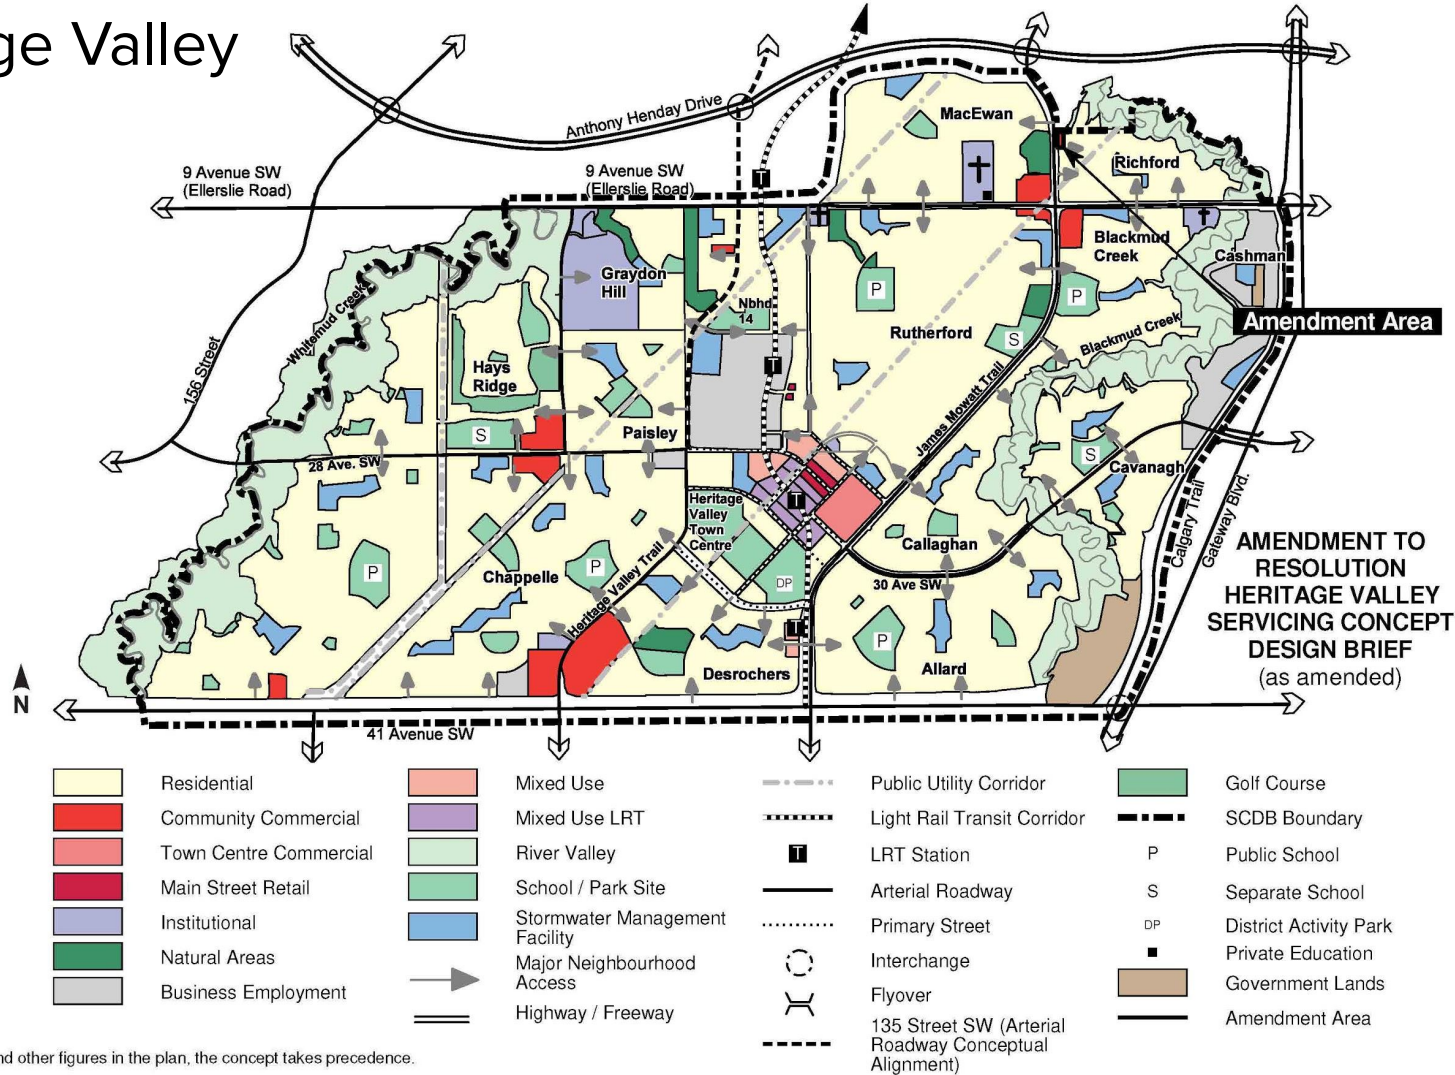 ge Valley
Anthony Henday Drive
9 Avenue SW
(Ellerslie Road)
9 Avenue SW
(Ellerslie Road)
MacEwan
Richford
T
Blackmud
Creek
Cashman
Graydon
Hill
Nbhd
14
P
P
Rutherford
S
Amendment Area
Whitemud Creek
156 Street
Blackmud Creek
T
Hays
Ridge
James Mowatt Trail
S
Paisley
S
Cavanagh
28 Ave. SW
Heritage
Valley
Town
Centre
T
Calgary Trail
Gateway Blvd.
Callaghan
P
Chappelle
P
DP
30 Ave SW
Heritage Valley Trail
T
P
Desrochers
Allard
N
41 Avenue SW
AMENDMENT TO
RESOLUTION
HERITAGE VALLEY
SERVICING CONCEPT
DESIGN BRIEF
(as amended)
Residential
Community Commercial
Town Centre Commercial
Main Street Retail
Institutional
Natural Areas
Business Employment
Mixed Use
Mixed Use LRT
River Valley
School / Park Site
Stormwater Management
Facility
Major Neighbourhood
Access
Highway / Freeway
Public Utility Corridor
Light Rail Transit Corridor
T LRT Station
Arterial Roadway
Primary Street
Interchange
Flyover
135 Street SW (Arterial
Roadway Conceptual
Alignment)
Golf Course
SCDB Boundary
P Public School
S Separate School
DP District Activity Park
Private Education
Government Lands
Amendment Area
nd other figures in the plan, the concept takes precedence.